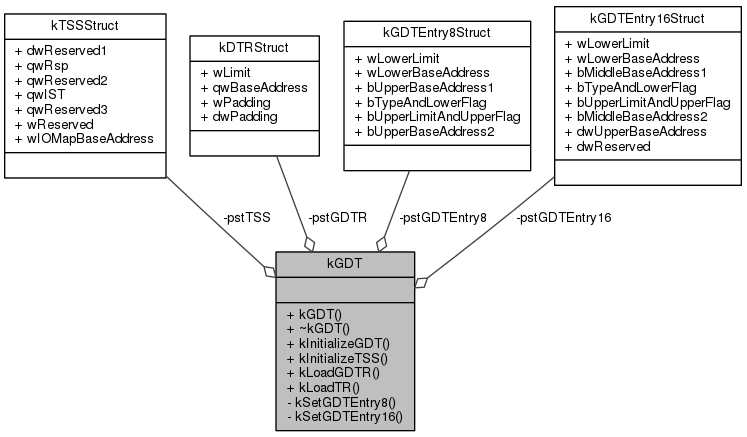 kTSSStruct
+ dwReserved1
+ qwRsp
+ qwReserved2
+ qwIST
+ qwReserved3
+ wReserved
+ wIOMapBaseAddress
kDTRStruct
+ wLimit
+ qwBaseAddress
+ wPadding
+ dwPadding
kGDTEntry8Struct
+ wLowerLimit
+ wLowerBaseAddress
+ bUpperBaseAddress1
+ bTypeAndLowerFlag
+ bUpperLimitAndUpperFlag
+ bUpperBaseAddress2
kGDTEntry16Struct
+ wLowerLimit
+ wLowerBaseAddress
+ bMiddleBaseAddress1
+ bTypeAndLowerFlag
+ bUpperLimitAndUpperFlag
+ bMiddleBaseAddress2
+ dwUpperBaseAddress
+ dwReserved
-pstTSS
-pstGDTR
-pstGDTEntry8
-pstGDTEntry16
kGDT
+ kGDT()
+ ~kGDT()
+ kInitializeGDT()
+ kInitializeTSS()
+ kLoadGDTR()
+ kLoadTR()
- kSetGDTEntry8()
- kSetGDTEntry16()